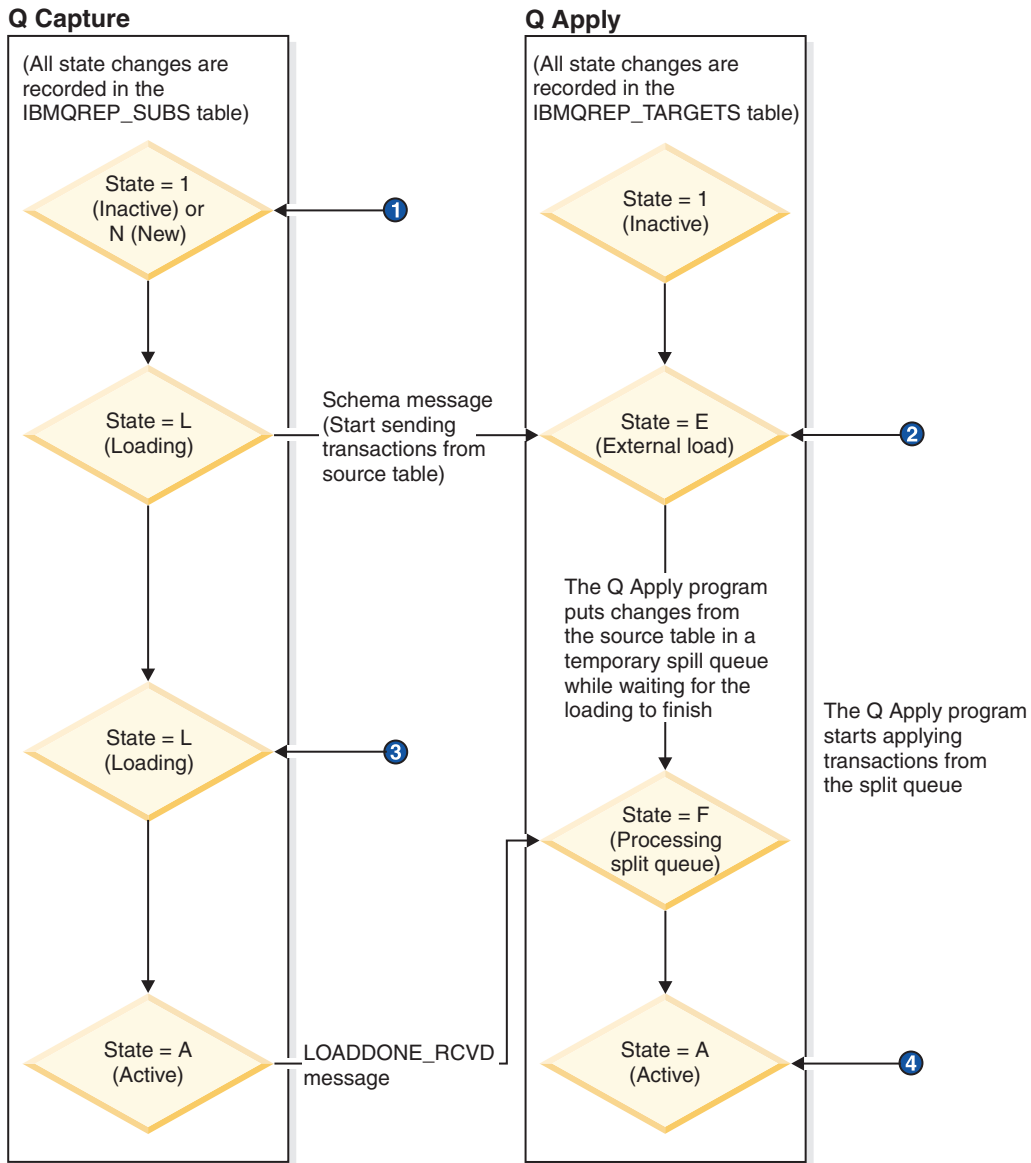 Q Capture
(All state changes are
recorded in the
IBMQREP_SUBS table)
State = 1
(Inactive) or
N (New)
1
State = L
(Loading)
Schema message
(Start sending
transactions from
source table)
State = L
(Loading)
3
State = A
(Active)
LOADDONE_RCVD
message
Q Apply
(All state changes are
recorded in the
IBMQREP_TARGETS table)
State = 1
(Inactive)
State = E
(External load)
2
The Q Apply program
puts changes from
the source table in a
temporary spill queue
while waiting for the
loading to finish
The Q Apply program
starts applying
transactions from
the split queue
State = F
(Processing
split queue)
State = A
(Active)
4